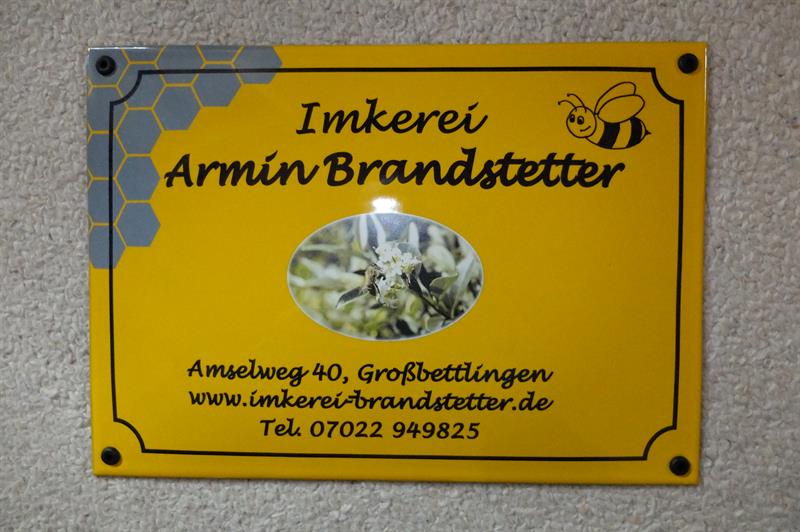 Imkerei
Armin Brandstetter
Amselweg 40, Großbettlingen
www.imkerei-brandstetter.de
Tel. 07022 949825